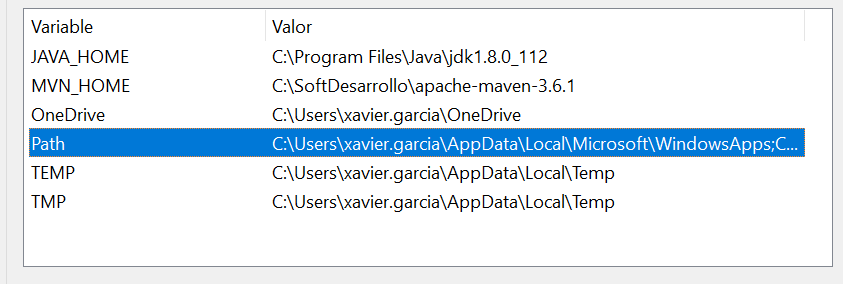 Variable Valor
JAVA_HOME C:\Program Files\Java\jdk1.8.0_112
MVN_HOME C:\SoftDesarrollo\apache-maven-3.6.1
OneDrive C:\Users\xavier.garcia\OneDrive
Path C:\Users\xavier.garcia\AppData\Local\Microsoft\WindowsApps;C...
TEMP C:\Users\xavier.garcia\AppData\Local\Temp
TMP C:\Users\xavier.garcia\AppData\Local\Temp